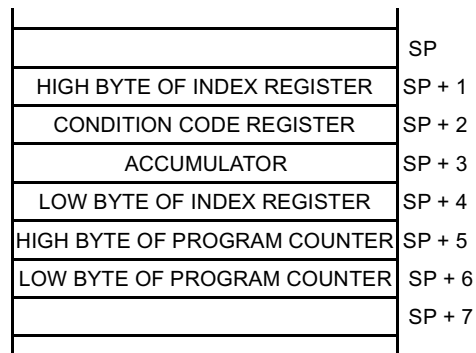 SP
HIGH BYTE OF INDEX REGISTER SP + 1
CONDITION CODE REGISTER SP + 2
ACCUMULATOR SP + 3
LOW BYTE OF INDEX REGISTER SP + 4
HIGH BYTE OF PROGRAM COUNTER SP + 5
LOW BYTE OF PROGRAM COUNTER SP + 6
SP + 7